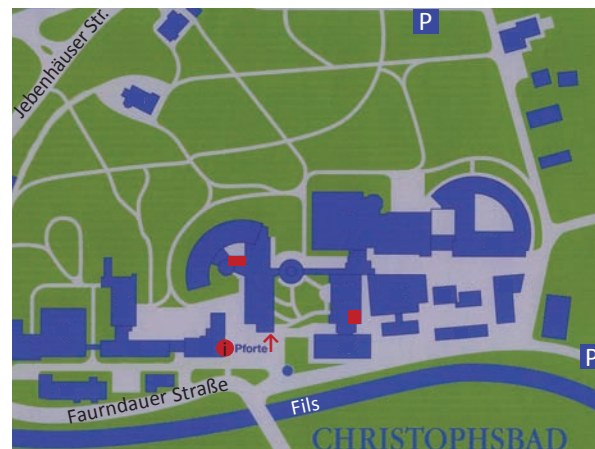 P
Jebenhäuser Str.
i Pforte
P
Faurndauer Straße
Fils
CHRISTOPHSBAD